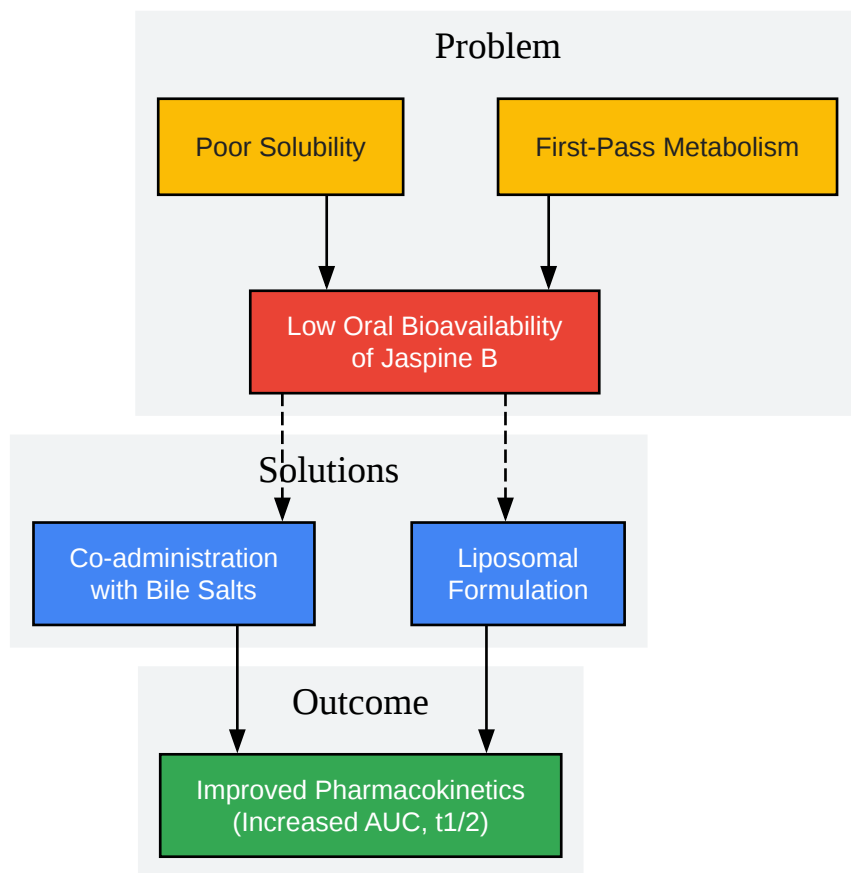 Problem
Poor Solubility
First-Pass Metabolism
Low Oral Bioavailability
of Jaspine B
Solutions
Co-administration
with Bile Salts
Liposomal
Formulation
Outcome
Improved Pharmacokinetics
(Increased AUC, t1/2)